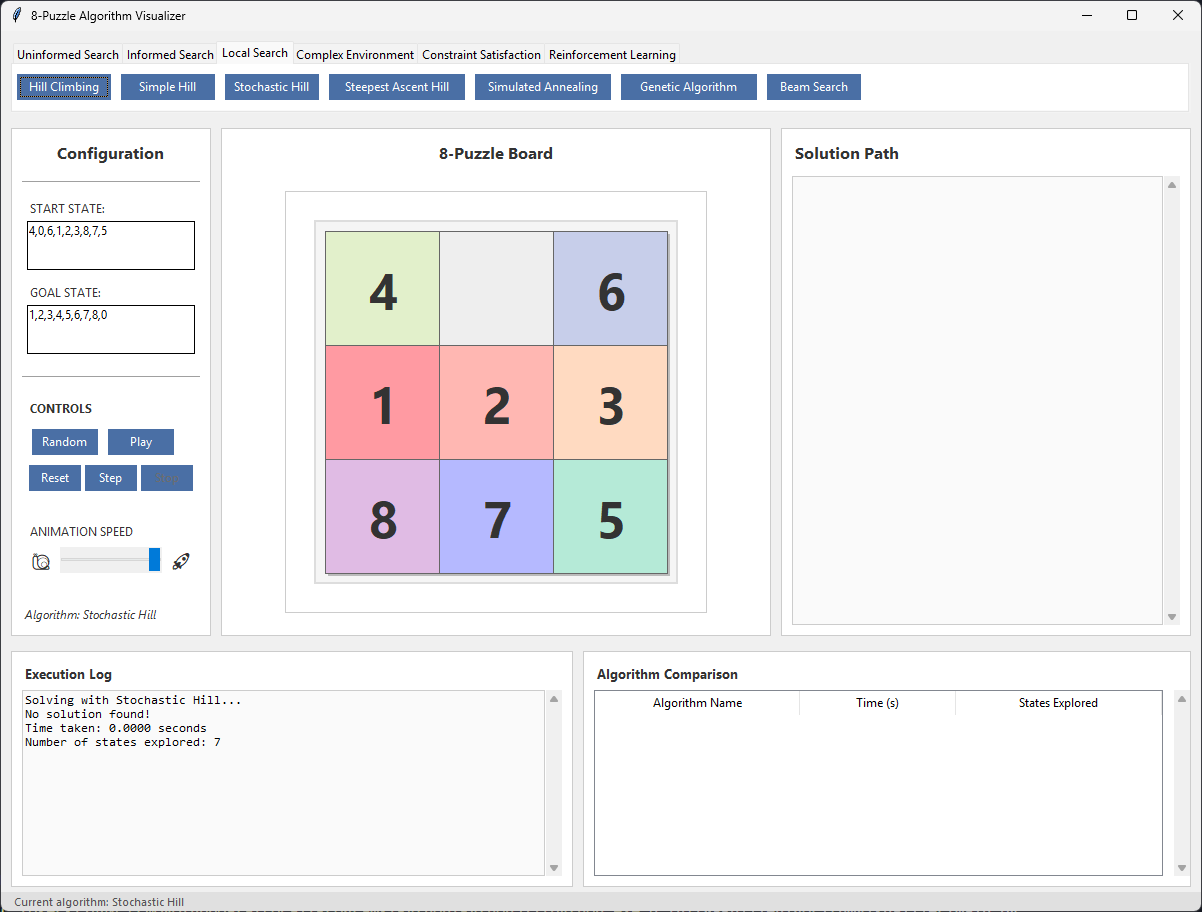 8-Puzzle Algorithm Visualizer
Uninformed Search Informed Search Local Search Complex Environment Constraint Satisfaction Reinforcement Learning
Hill Climbing Simple Hill Stochastic Hill Steepest Ascent Hill Simulated Annealing Genetic Algorithm Beam Search
Configuration
START STATE:
4,0,6,1,2,3,8,7,5
GOAL STATE:
1,2,3,4,5,6,7,8,0
CONTROLS
Random Play
Reset Step
ANIMATION SPEED
Algorithm: Stochastic Hill
8-Puzzle Board
4 6
1 2 3
8 7 5
Solution Path
Execution Log
Solving with Stochastic Hill...
No solution found!
Time taken: 0.0000 seconds
Number of states explored: 7
Algorithm Comparison
Algorithm Name Time (s) States Explored
Current algorithm: Stochastic Hill